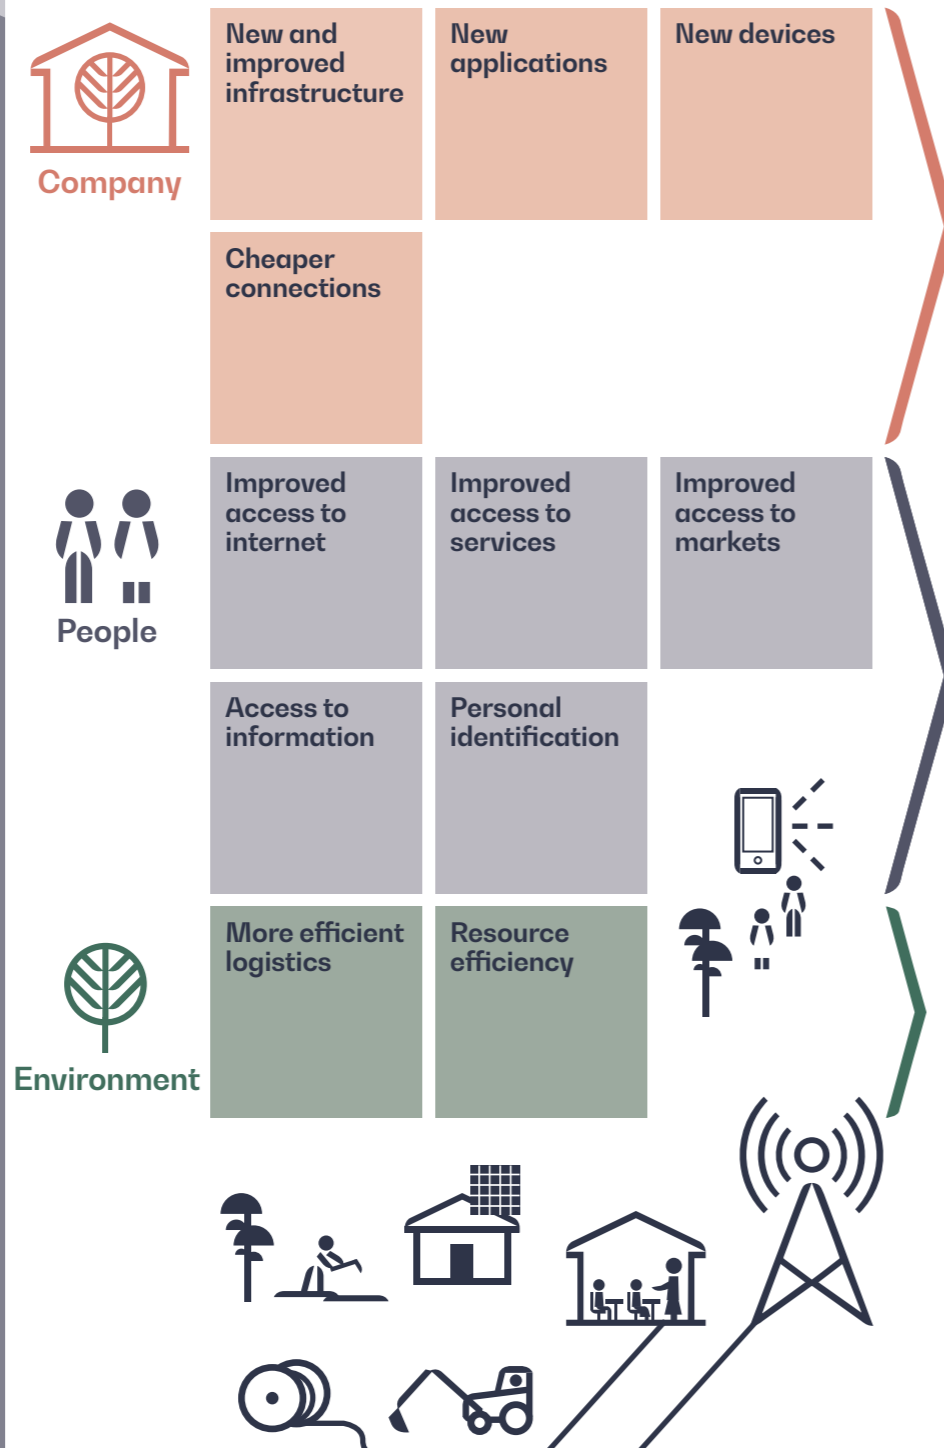 Company
New and
improved
infrastructure
New
applications
New devices
Cheaper
connections
People
Improved
access to
internet
Improved
access to
services
Improved
access to
markets
Access to
information
Personal
identification
Environment
More efficient
logistics
Resource
efficiency